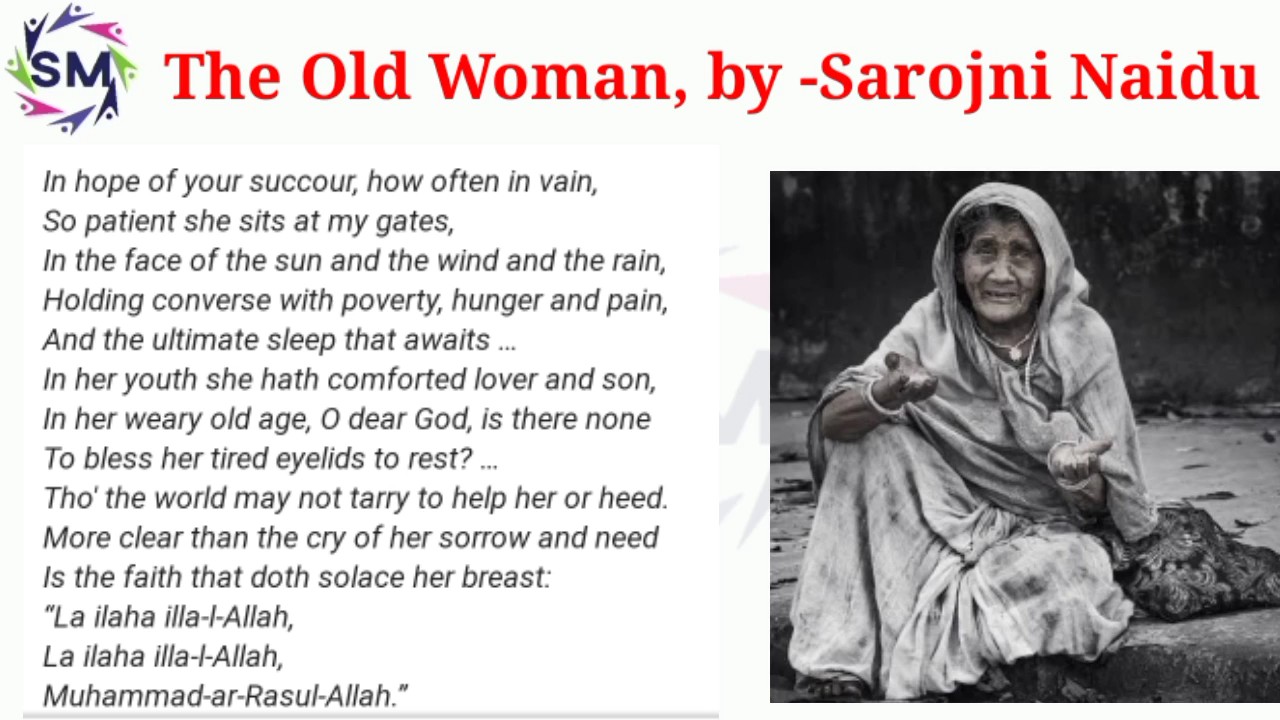 SM
The Old Woman, by -Sarojni Naidu
In hope of your succour, how often in vain,
So patient she sits at my gates,
In the face of the sun and the wind and the rain,
Holding converse with poverty, hunger and pain,
And the ultimate sleep that awaits ...
In her youth she hath comforted lover and son,
In her weary old age, O dear God, is there none
To bless her tired eyelids to rest? ...
Tho' the world may not tarry to help her or heed.
More clear than the cry of her sorrow and need
Is the faith that doth solace her breast:
“La ilaha illa-l-Allah,
La ilaha illa-l-Allah,
Muhammad-ar-Rasul-Allah.”